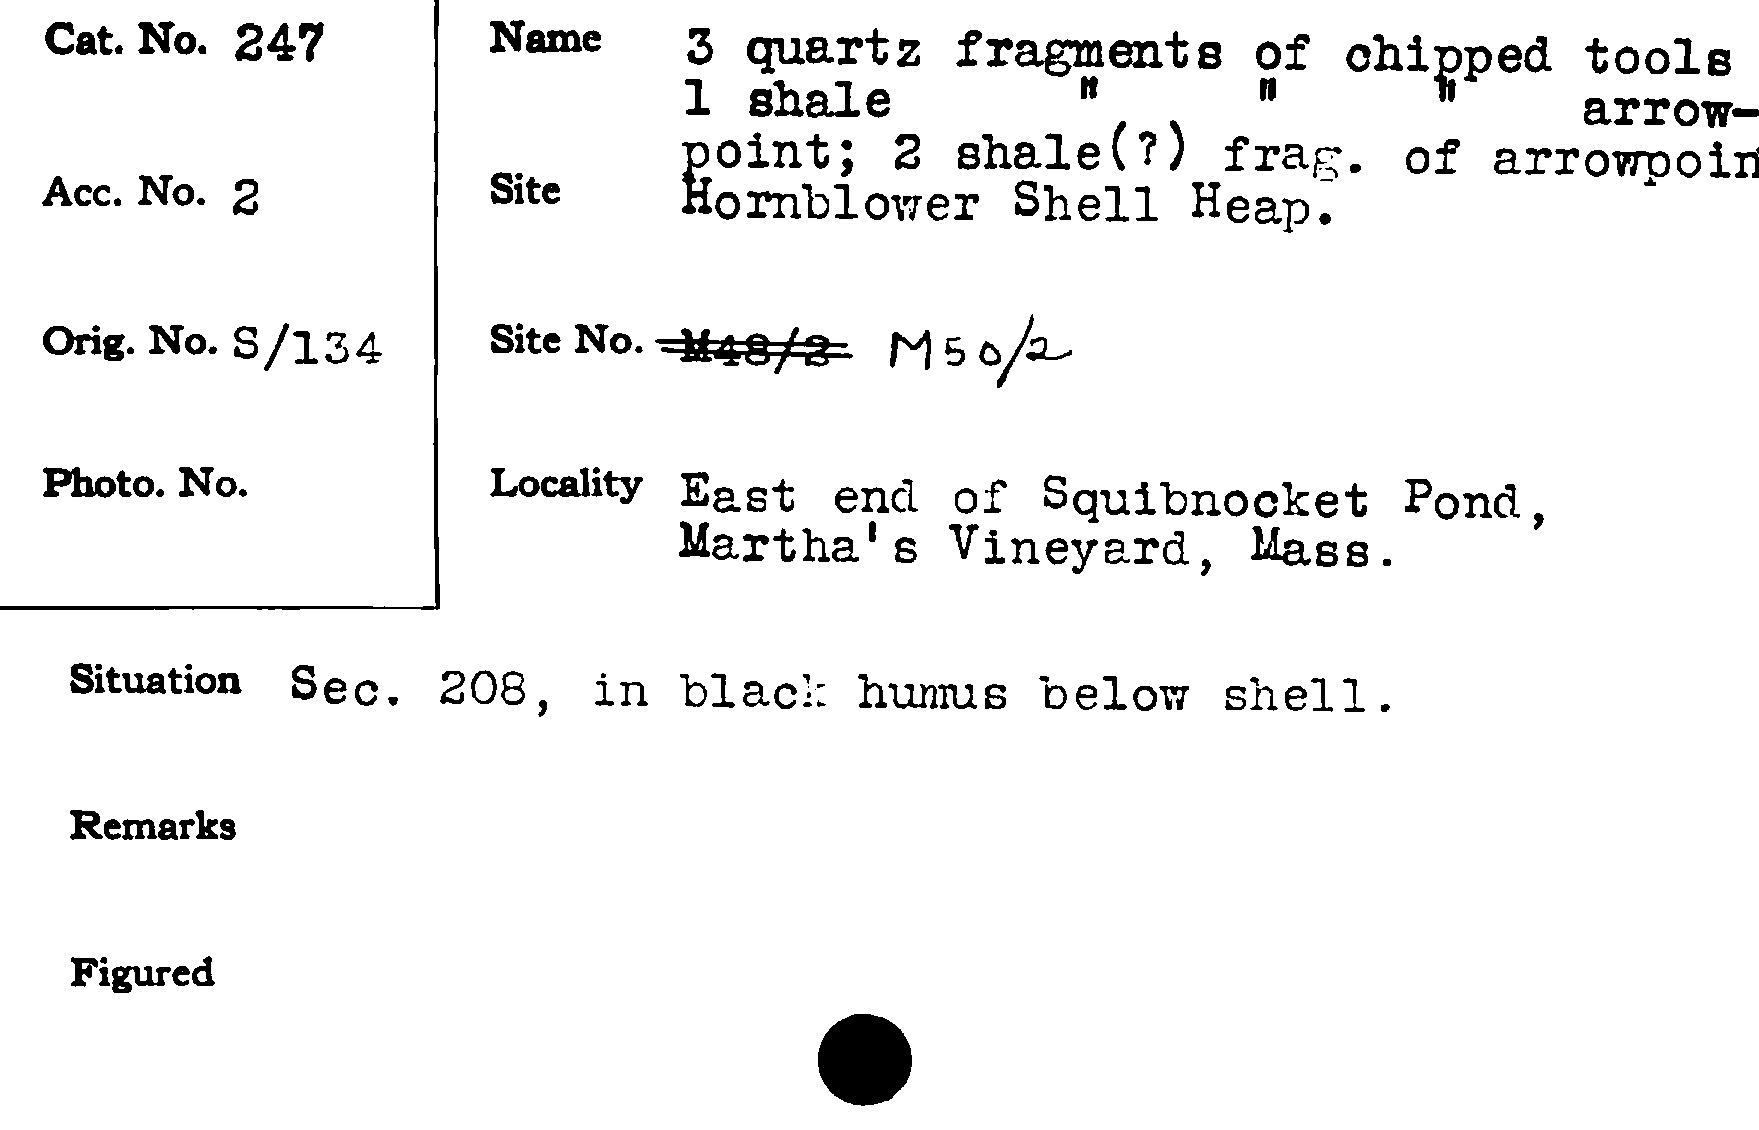 Cat. No. 247
Name 3 quartz fragments of chipped tools
1 shale " " " arrow-
point; 2 shale(?) frag. of arrowpoin
Acc. No. 2
Site Hornblower Shell Heap.
Orig. No. S/134
Site No. M48/2 M50/2
Photo. No.
Locality East end of Squibnocket Pond,
Martha's Vineyard, Mass.
Situation Sec. 208, in black humus below shell.
Remarks
Figured